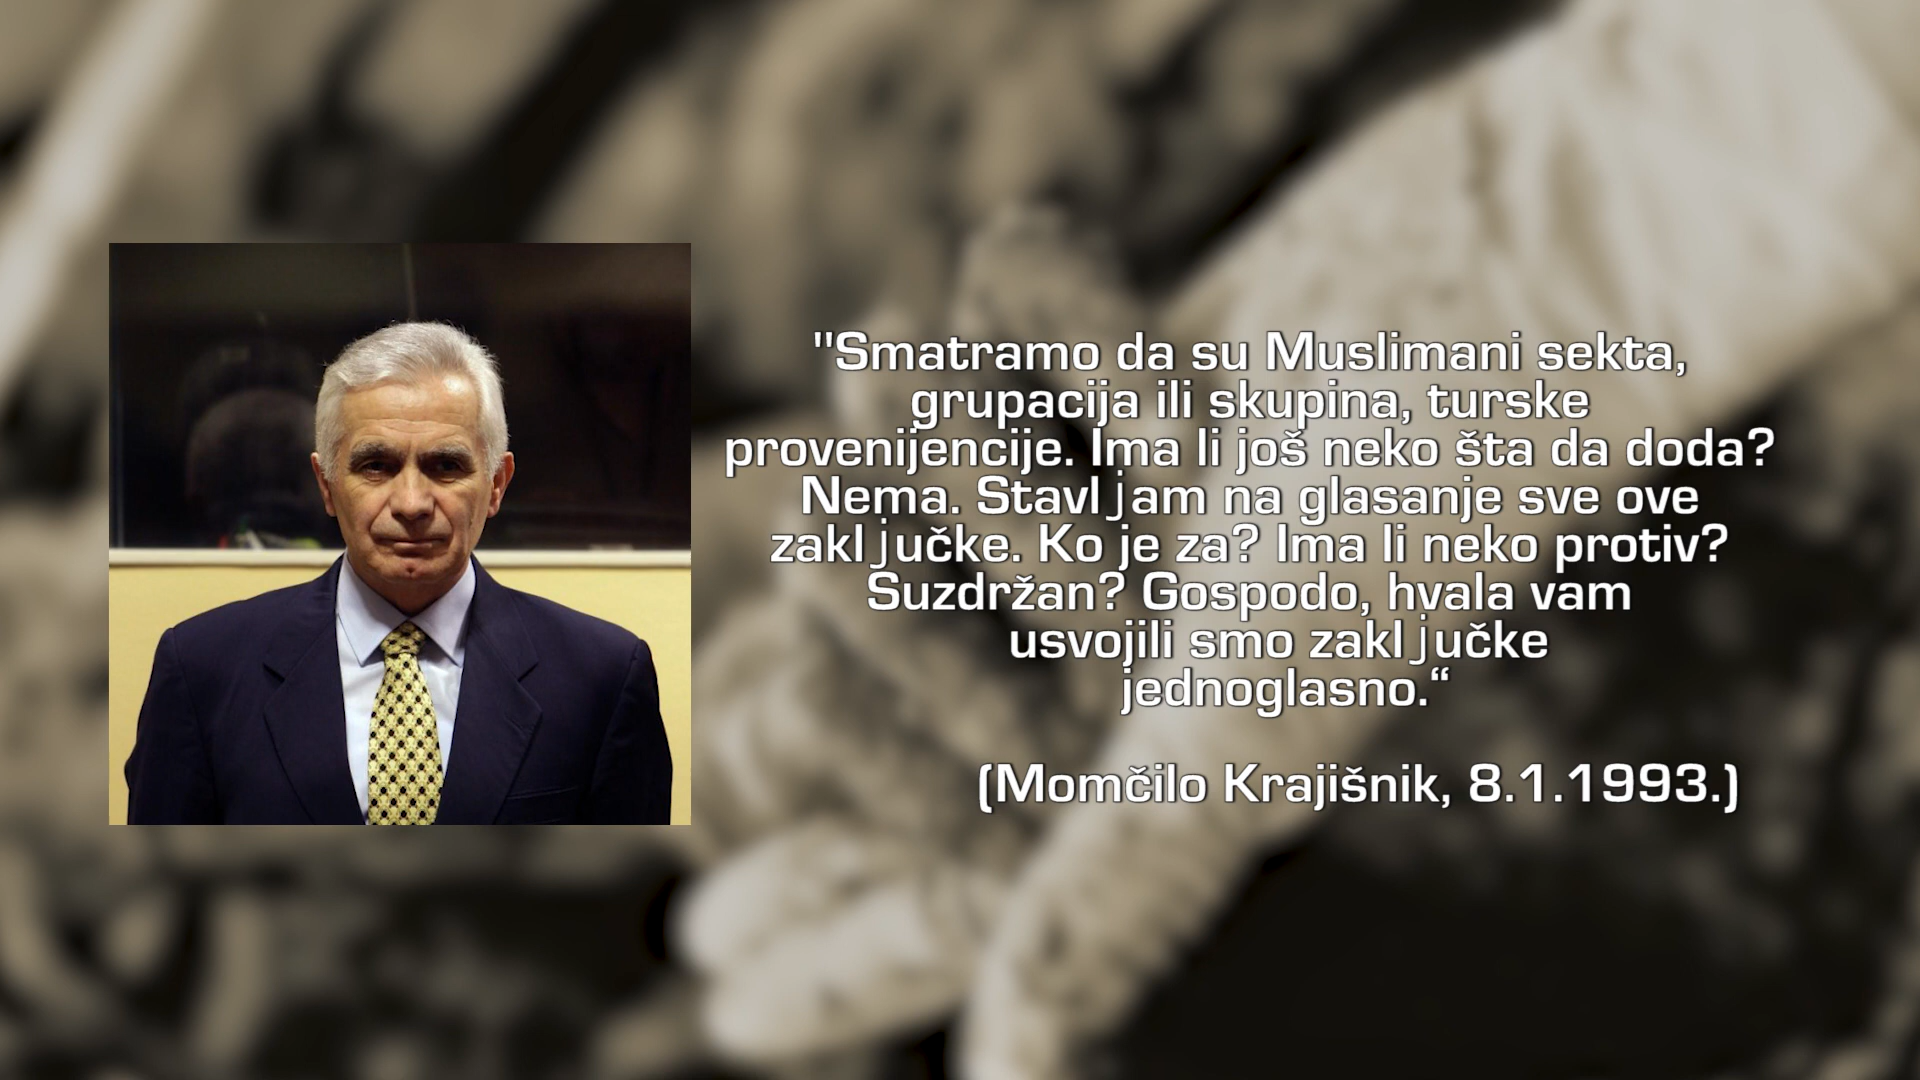 "Smatramo da su Muslimani sekta,
grupacija ili skupina, turske
provenijencije. Ima li još neko šta da doda?
Nema. Stavljam na glasanje sve ove
zaključke. Ko je za? Ima li neko protiv?
Suzdržan? Gospodo, hvala vam
usvojili smo zaključke
jednoglasno.“
(Momčilo Krajišnik, 8.1.1993.)